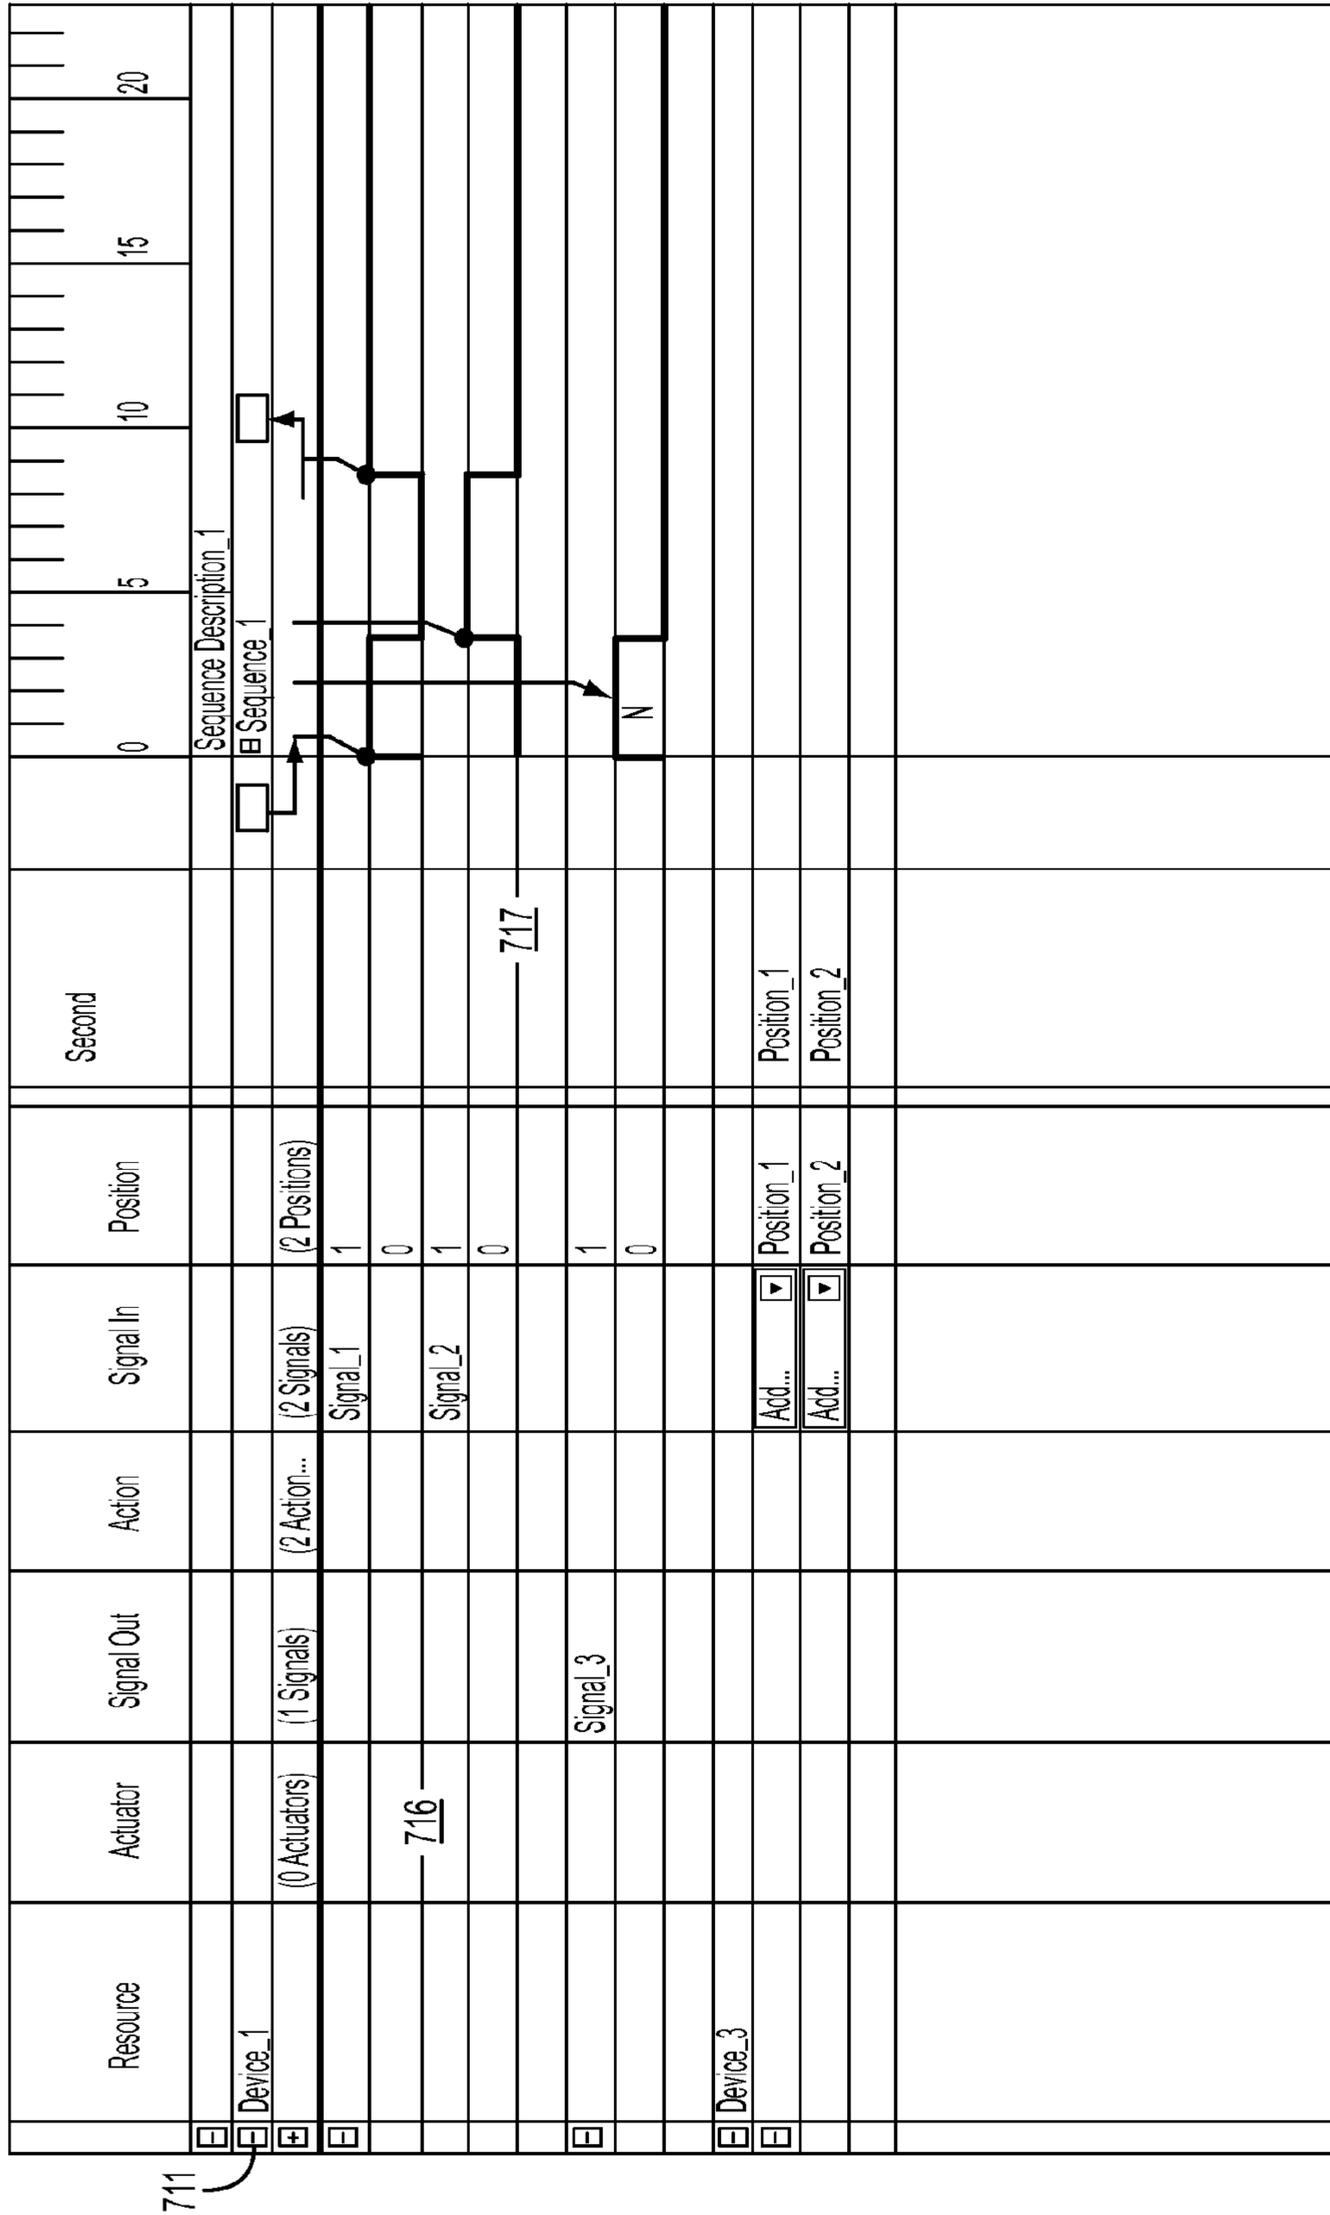 Resource Actuator Signal Out Action Signal In Position Second 0 5 10 15 20
Sequence Description_1
711
Device_1 Sequence_1
(0 Actuators) (1 Signals) (2 Action... (2 Signals) (2 Positions)
Signal_1 1
0
716
Signal_2 1
0
717
Signal_3 1
0 N
Device_3
Add... Position_1 Position_1
Add... Position_2 Position_2